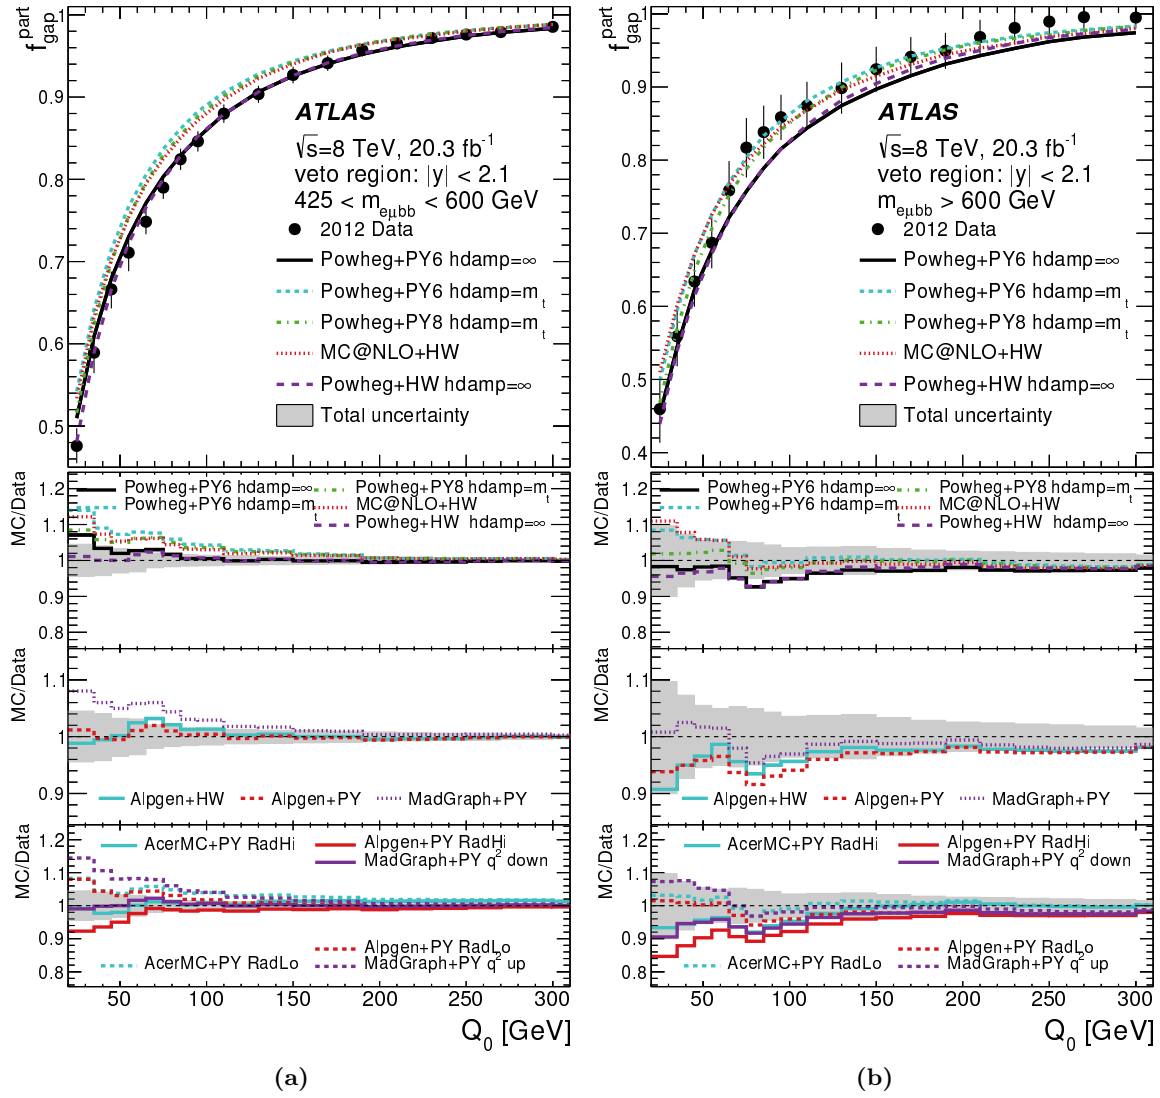 f_gap^part
1
0.9
0.8
0.7
0.6
0.5
ATLAS
√s=8 TeV, 20.3 fb⁻¹
veto region: |y| < 2.1
425 < m_eμbb < 600 GeV
2012 Data
Powheg+PY6 hdamp=∞
Powheg+PY6 hdamp=m_t
Powheg+PY8 hdamp=m_t
MC@NLO+HW
Powheg+HW hdamp=∞
Total uncertainty
MC/Data
1.2
1.1
1
0.9
0.8
Powheg+PY6 hdamp=∞
Powheg+PY6 hdamp=m_t
Powheg+PY8 hdamp=m_t
MC@NLO+HW
Powheg+HW hdamp=∞
MC/Data
1.1
1
0.9
Alpgen+HW
Alpgen+PY
MadGraph+PY
MC/Data
1.2
1.1
1
0.9
0.8
AcerMC+PY RadHi
Alpgen+PY RadHi
MadGraph+PY q² down
Alpgen+PY RadLo
AcerMC+PY RadLo
MadGraph+PY q² up
50 100 150 200 250 300
Q₀ [GeV]
(a)
f_gap^part
1
0.9
0.8
0.7
0.6
0.5
0.4
ATLAS
√s=8 TeV, 20.3 fb⁻¹
veto region: |y| < 2.1
m_eμbb > 600 GeV
2012 Data
Powheg+PY6 hdamp=∞
Powheg+PY6 hdamp=m_t
Powheg+PY8 hdamp=m_t
MC@NLO+HW
Powheg+HW hdamp=∞
Total uncertainty
MC/Data
1.2
1.1
1
0.9
0.8
Powheg+PY6 hdamp=∞
Powheg+PY6 hdamp=m_t
Powheg+PY8 hdamp=m_t
MC@NLO+HW
Powheg+HW hdamp=∞
MC/Data
1.1
1
0.9
Alpgen+HW
Alpgen+PY
MadGraph+PY
MC/Data
1.2
1.1
1
0.9
0.8
AcerMC+PY RadHi
Alpgen+PY RadHi
MadGraph+PY q² down
Alpgen+PY RadLo
AcerMC+PY RadLo
MadGraph+PY q² up
50 100 150 200 250 300
Q₀ [GeV]
(b)